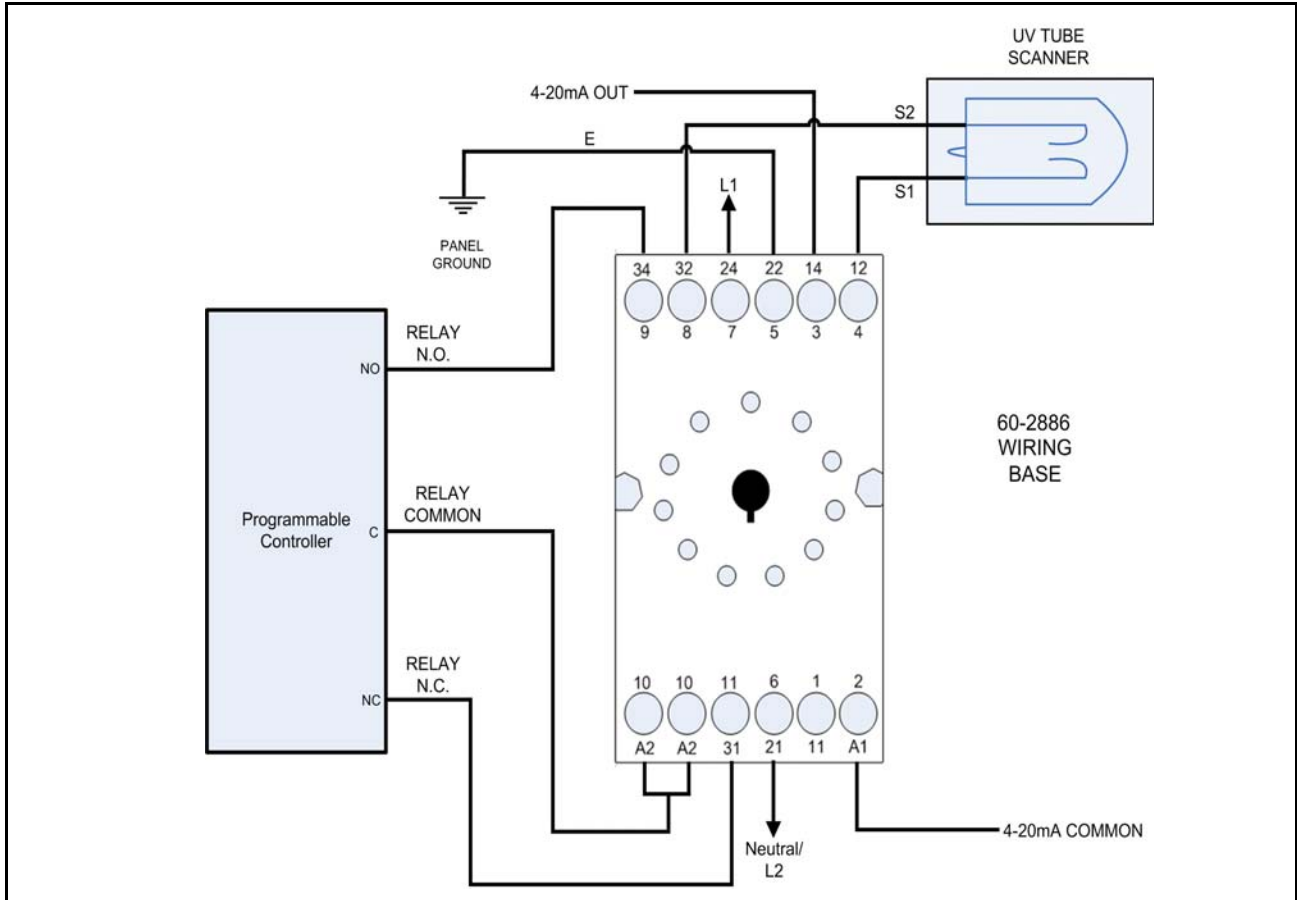 UV TUBE
SCANNER
4-20mA OUT
S2
E
L1
S1
PANEL
GROUND
34 32 24 22 14 12
9 8 7 5 3 4
RELAY
N.O.
NO
60-2886
WIRING
BASE
RELAY
COMMON
Programmable
Controller
C
RELAY
N.C.
NC
10 10 11 6 1 2
A2 A2 31 21 11 A1
4-20mA COMMON
Neutral/
L2